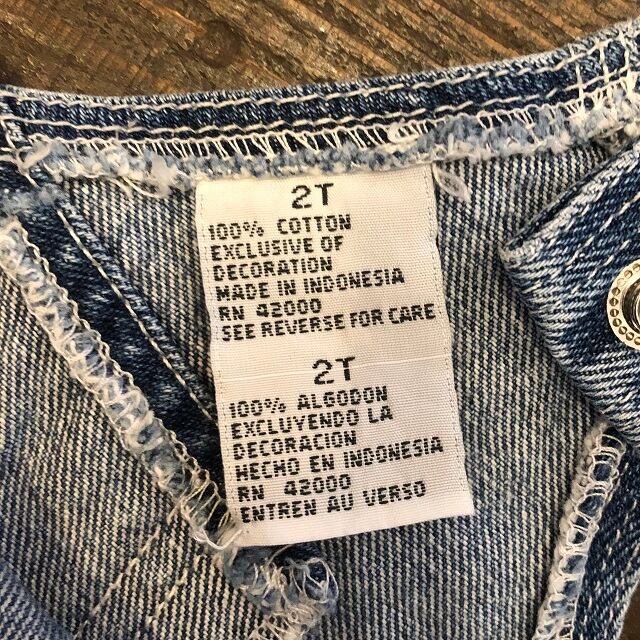 2T
100% COTTON
EXCLUSIVE OF
DECORATION
MADE IN INDONESIA
RN 42000
SEE REVERSE FOR CARE
2T
100% ALGODON
EXCLUYENDO LA
DECORACION
HECHO EN INDONESIA
RN 42000
ENTREN AU VERSO